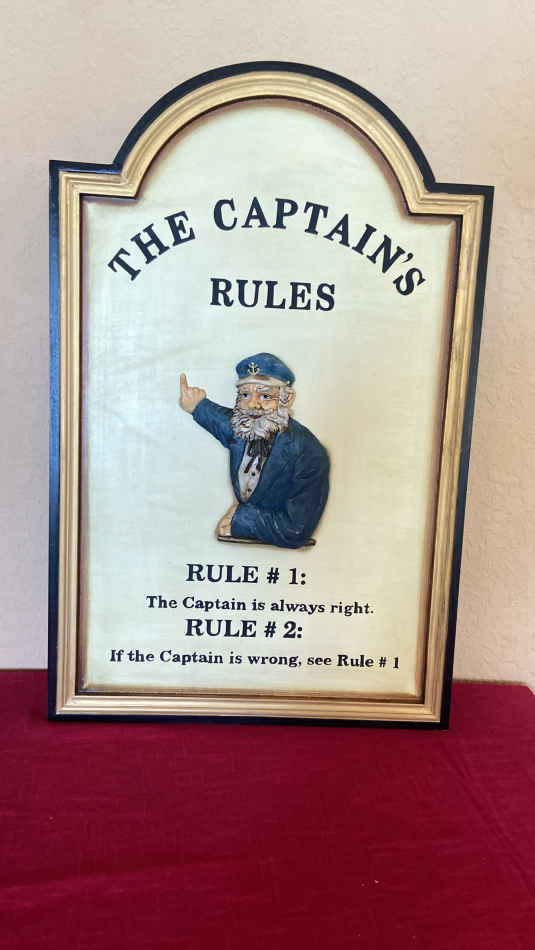 THE CAPTAIN'S
RULES
RULE # 1:
The Captain is always right.
RULE # 2:
If the Captain is wrong, see Rule # 1